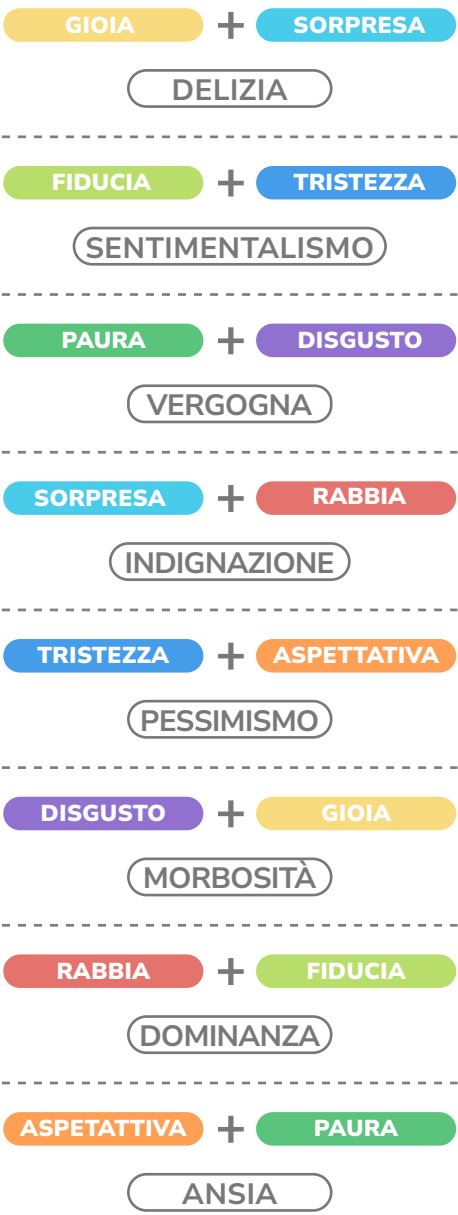 GIOIA + SORPRESA
DELIZIA
FIDUCIA + TRISTEZZA
SENTIMENTALISMO
PAURA + DISGUSTO
VERGOGNA
SORPRESA + RABBIA
INDIGNAZIONE
TRISTEZZA + ASPETTATIVA
PESSIMISMO
DISGUSTO + GIOIA
MORBOSITÀ
RABBIA + FIDUCIA
DOMINANZA
ASPETATTIVA + PAURA
ANSIA